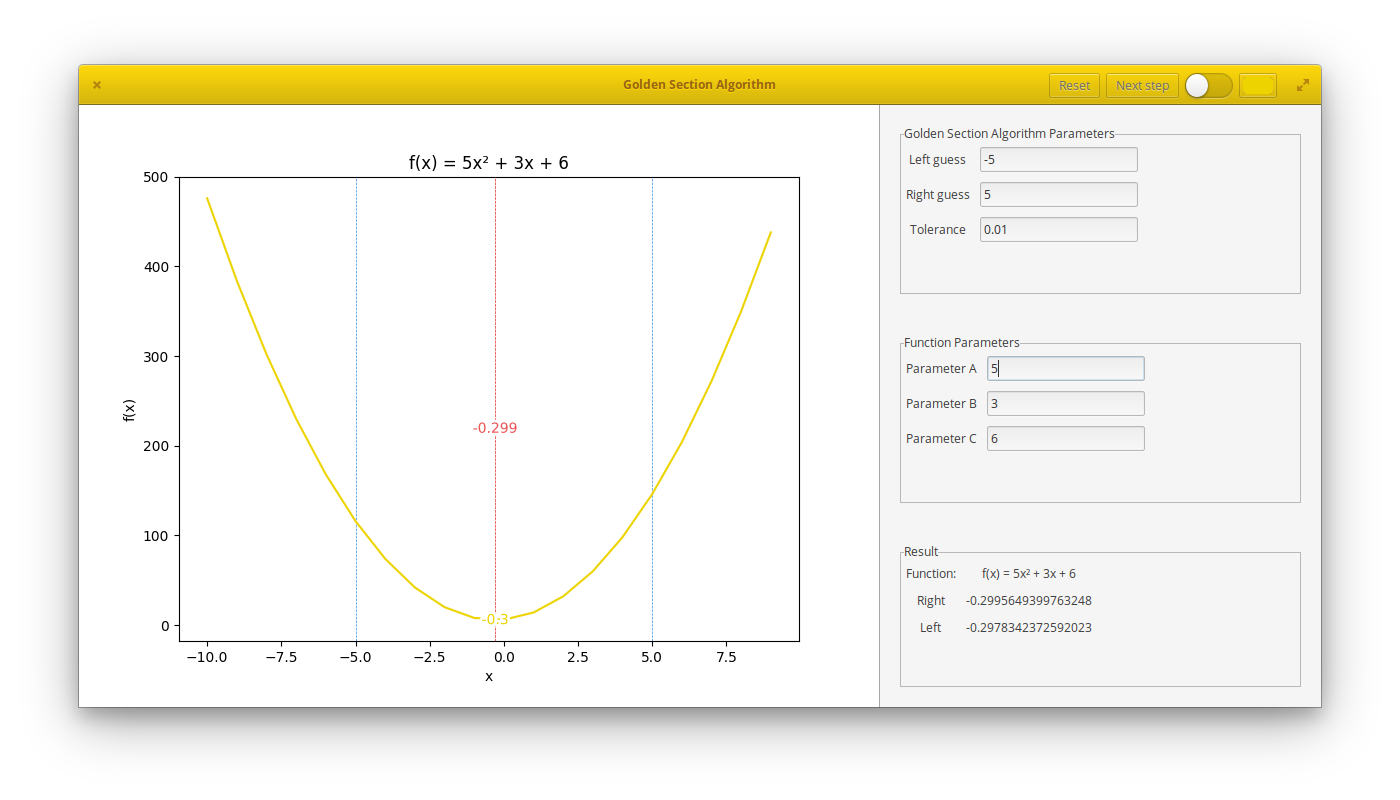 Golden Section Algorithm
Reset
Next step
f(x) = 5x² + 3x + 6
500
400
300
200
100
0
f(x)
-0.299
-0.3
−10.0
−7.5
−5.0
−2.5
0.0
2.5
5.0
7.5
x
Golden Section Algorithm Parameters
Left guess -5
Right guess 5
Tolerance 0.01
Function Parameters
Parameter A 5
Parameter B 3
Parameter C 6
Result
Function: f(x) = 5x² + 3x + 6
Right -0.2995649399763248
Left -0.2978342372592023